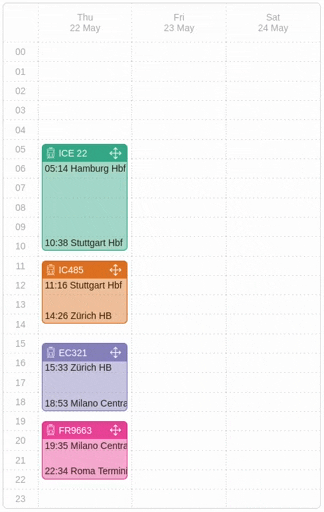 Thu
22 May
Fri
23 May
Sat
24 May
00
01
02
03
04
05
06
07
08
09
10
11
12
13
14
15
16
17
18
19
20
21
22
23
ICE 22
05:14 Hamburg Hbf
10:38 Stuttgart Hbf
IC485
11:16 Stuttgart Hbf
14:26 Zürich HB
EC321
15:33 Zürich HB
18:53 Milano Centra
FR9663
19:35 Milano Centra
22:34 Roma Termini